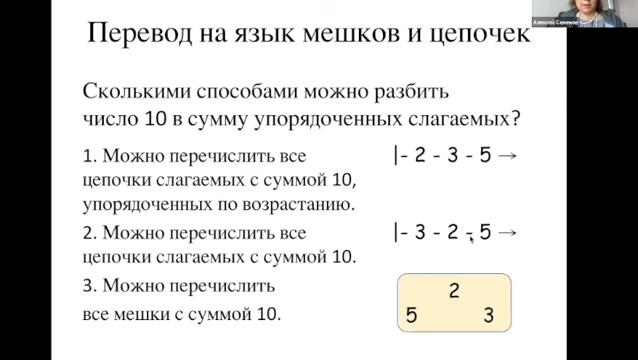 Алексей Семенов
Перевод на язык мешков и цепочек
Сколькими способами можно разбить
число 10 в сумму упорядоченных слагаемых?
1. Можно перечислить все
цепочки слагаемых с суммой 10,
упорядоченных по возрастанию.
|- 2 - 3 - 5 →
2. Можно перечислить все
цепочки слагаемых с суммой 10.
|- 3 - 2 - 5 →
3. Можно перечислить
все мешки с суммой 10.
2
5 3